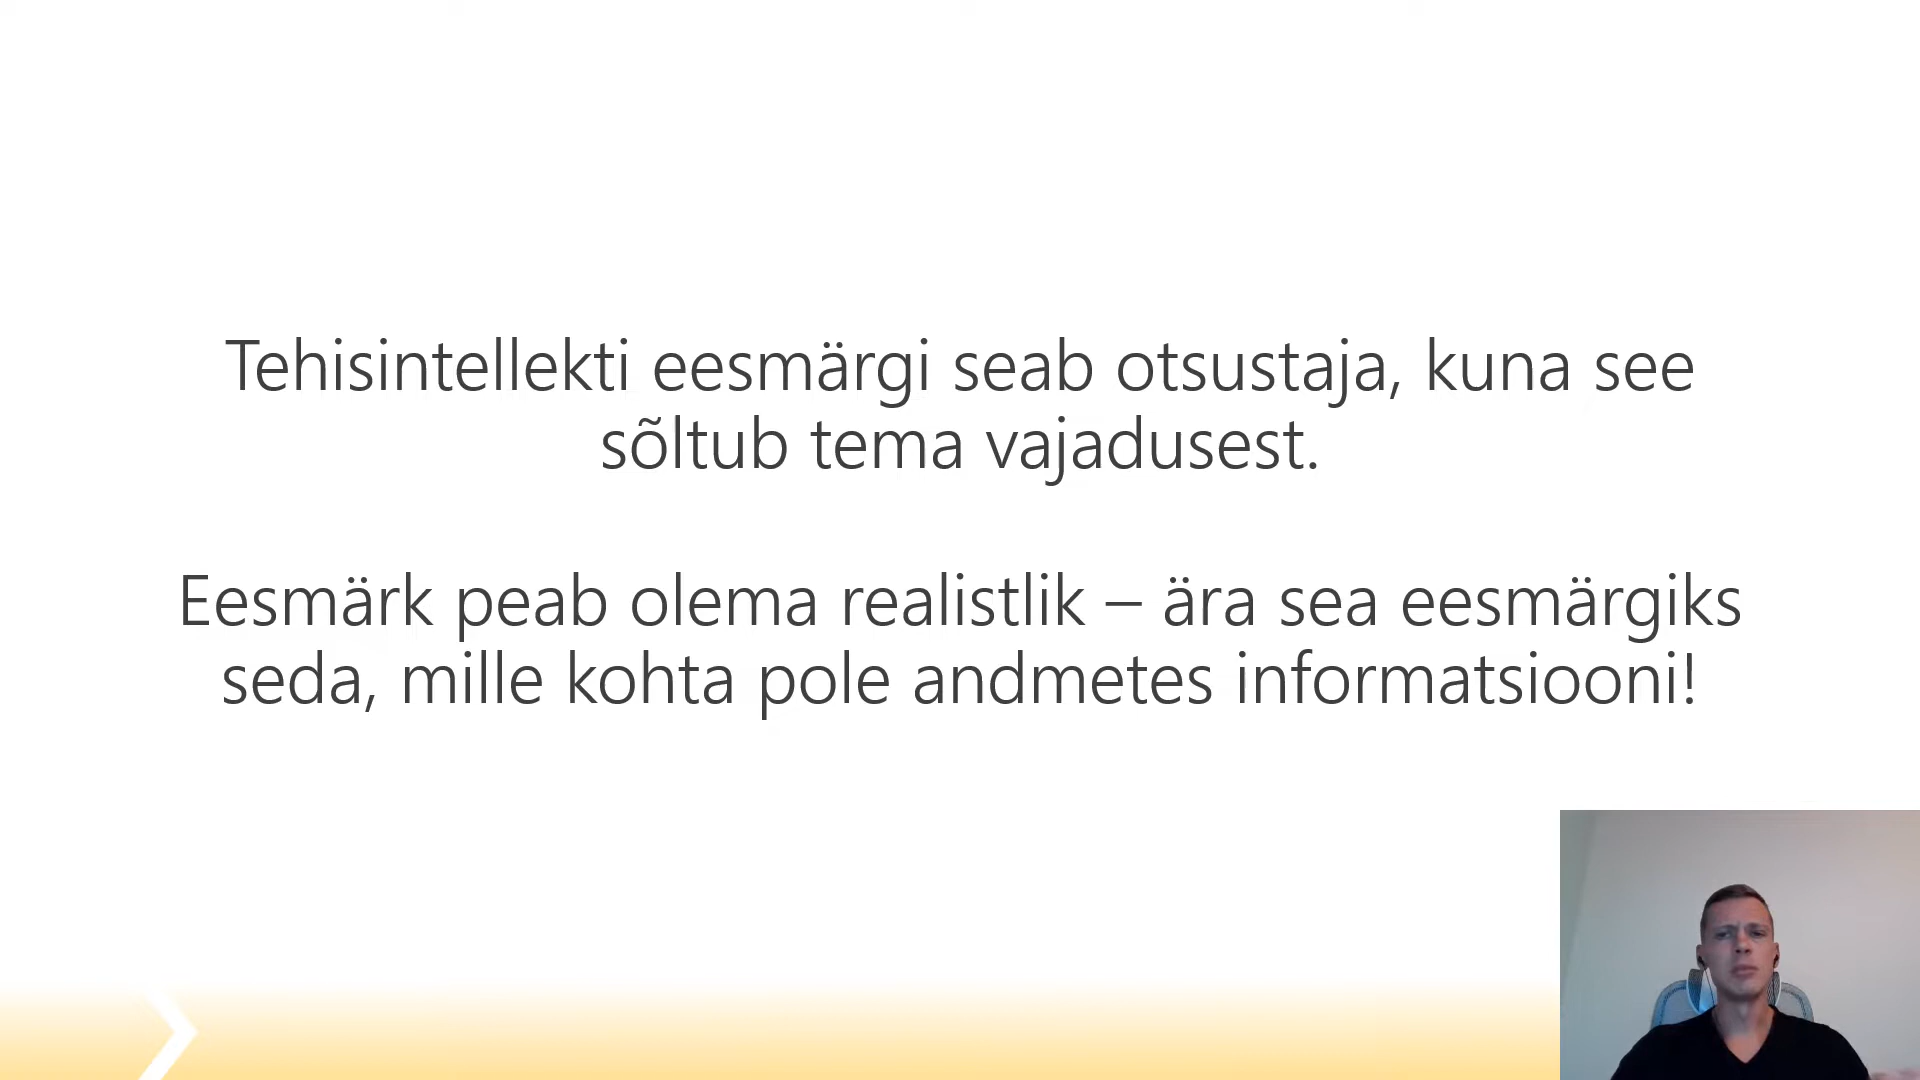 Tehisintellekti eesmärgi seab otsustaja, kuna see
sõltub tema vajadusest.
Eesmärk peab olema realistlik – ära sea eesmärgiks
seda, mille kohta pole andmetes informatsiooni!